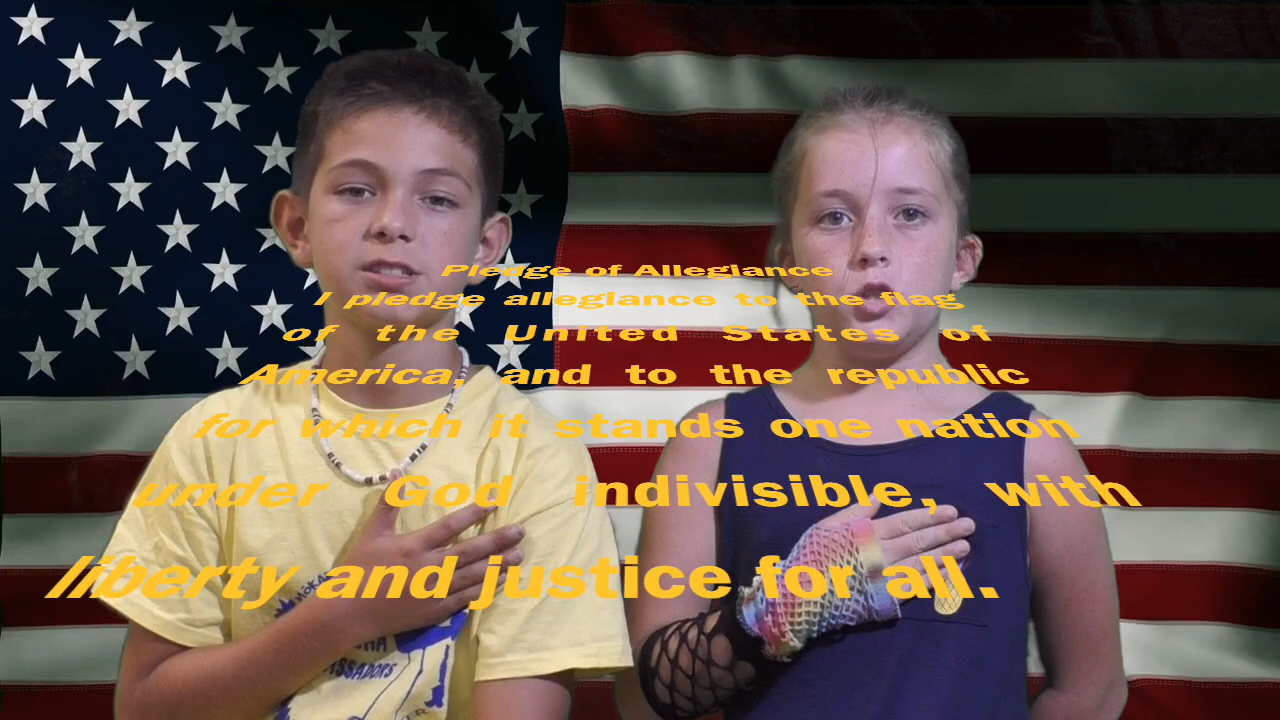 Pledge of Allegiance
I pledge allegiance to the flag
of the United States of
America, and to the republic
for which it stands one nation
under God indivisible, with
liberty and justice for all.